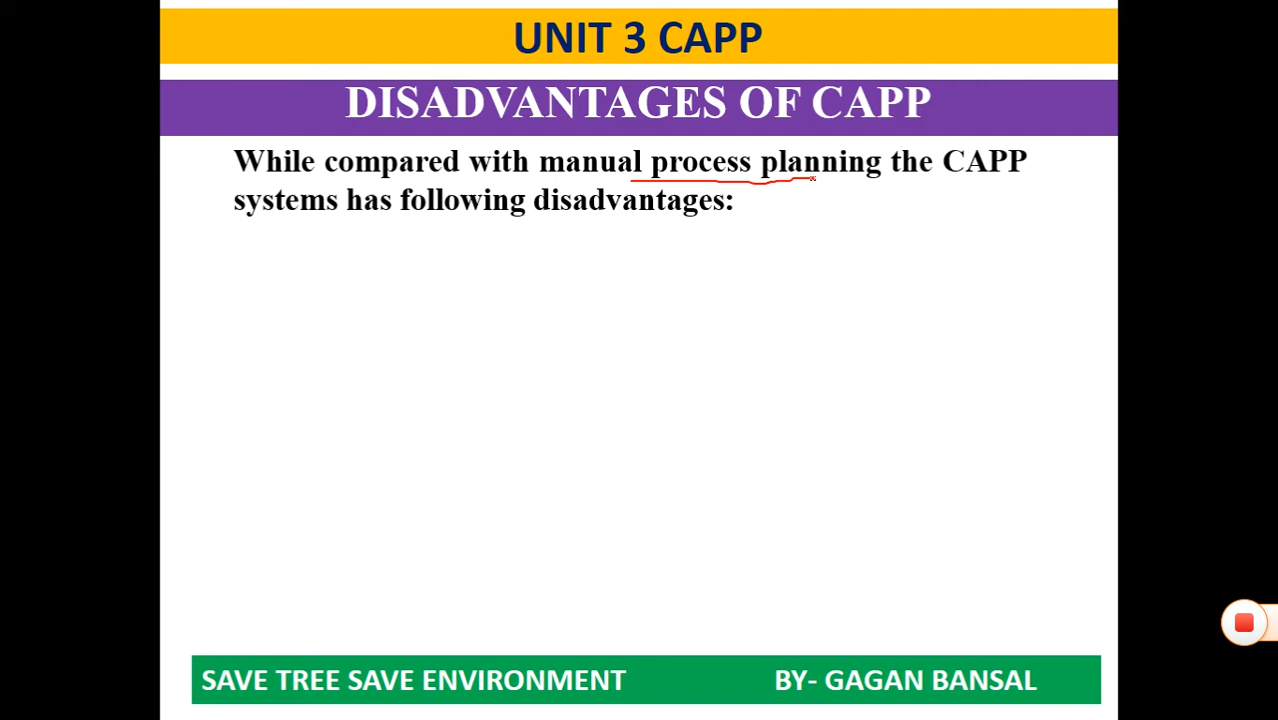 UNIT 3 CAPP
DISADVANTAGES OF CAPP
While compared with manual process planning the CAPP
systems has following disadvantages:
SAVE TREE SAVE ENVIRONMENT BY- GAGAN BANSAL